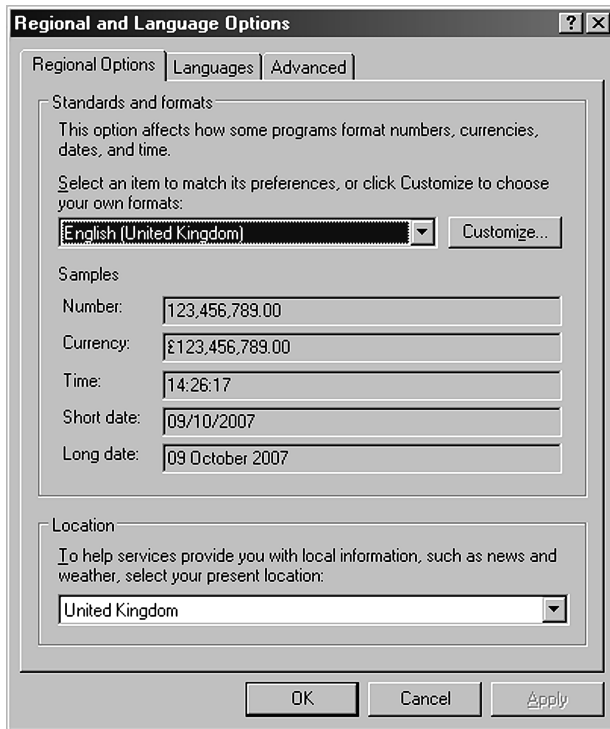 Regional and Language Options
Regional Options Languages Advanced
Standards and formats
This option affects how some programs format numbers, currencies,
dates, and time.
Select an item to match its preferences, or click Customize to choose
your own formats:
English (United Kingdom) Customize...
Samples
Number: 123,456,789.00
Currency: £123,456,789.00
Time: 14:26:17
Short date: 09/10/2007
Long date: 09 October 2007
Location
To help services provide you with local information, such as news and
weather, select your present location:
United Kingdom
OK Cancel Apply